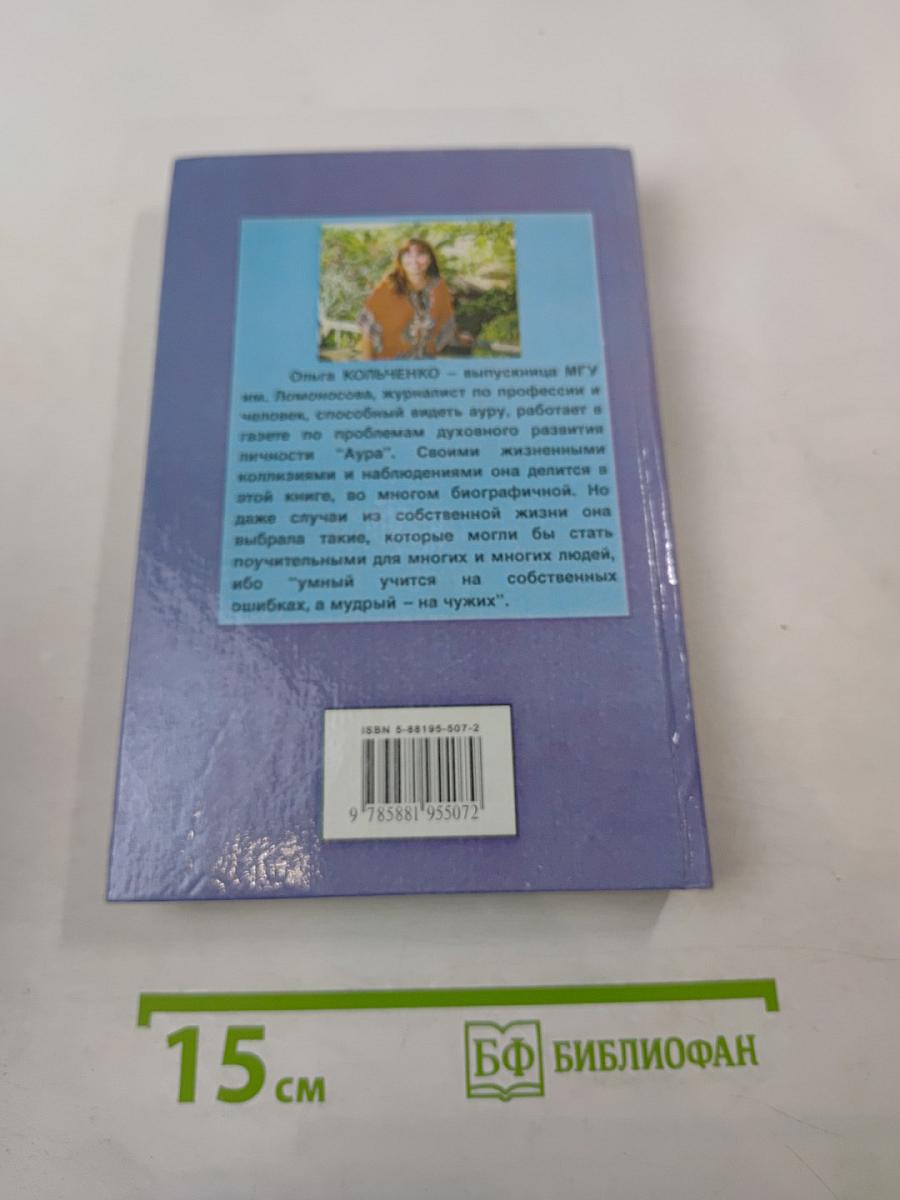 Ольга КОЛЬЧЕНКО – выпускница МГУ
им. Ломоносова, журналист по профессии и
человек, способный видеть ауру, работает в
газете по проблемам духовного развития
личности "Аура". Своими жизненными
коллизиями и наблюдениями она делится в
этой книге, во многом биографичной. Но
даже случаи из собственной жизни она
выбрала такие, которые могли бы стать
поучительными для многих и многих людей,
ибо "умный учится на собственных
ошибках, а мудрый – на чужих".
ISBN 5-88195-507-2
9 785881 955072
15 см
БФ БИБЛИОФАН